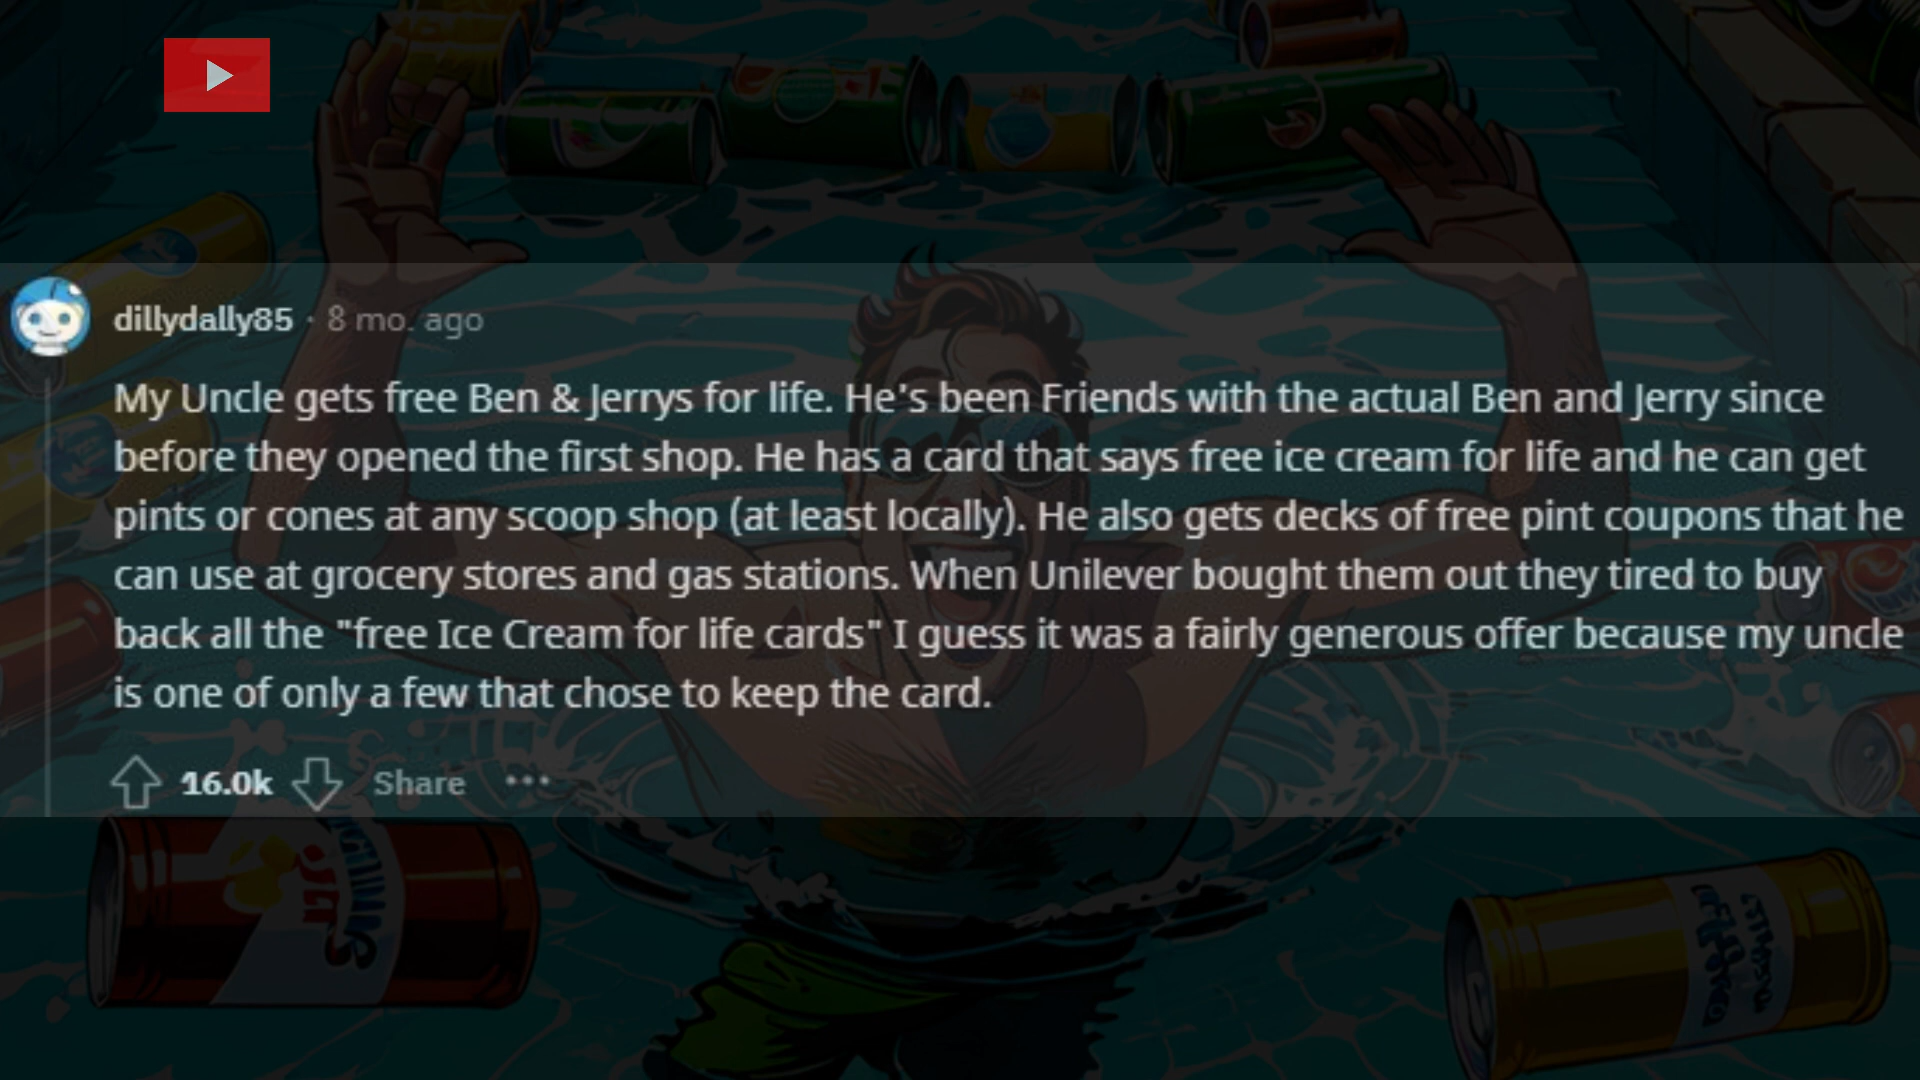 dillydally85 · 8 mo. ago
My Uncle gets free Ben & Jerrys for life. He's been Friends with the actual Ben and Jerry since
before they opened the first shop. He has a card that says free ice cream for life and he can get
pints or cones at any scoop shop (at least locally). He also gets decks of free pint coupons that he
can use at grocery stores and gas stations. When Unilever bought them out they tired to buy
back all the "free Ice Cream for life cards" I guess it was a fairly generous offer because my uncle
is one of only a few that chose to keep the card.
16.0k Share ···